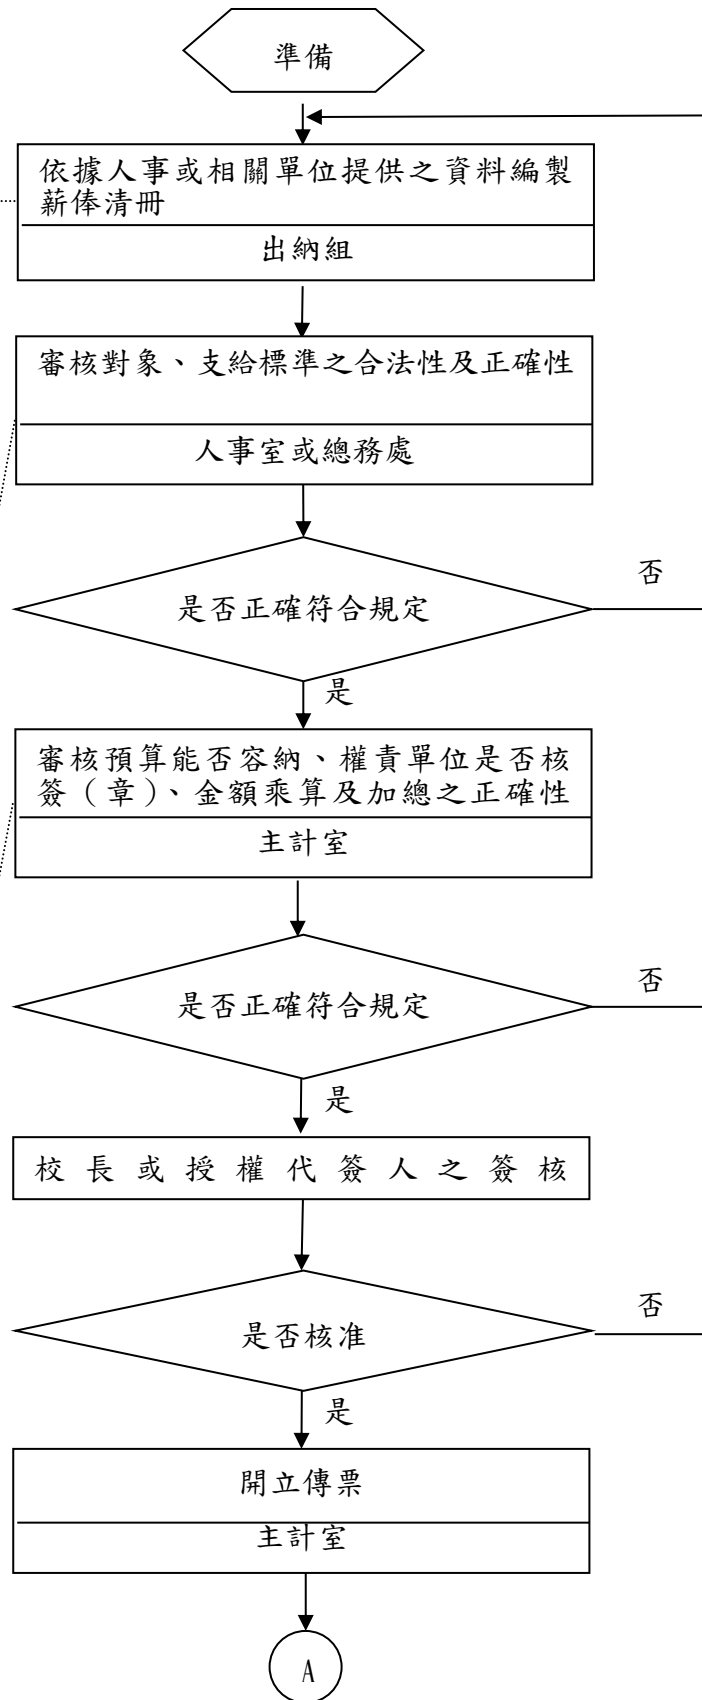 準備
依據人事或相關單位提供之資料編製
薪俸清冊
出納組
審核對象、支給標準之合法性及正確性
人事室或總務處
是否正確符合規定
否
是
審核預算能否容納、權責單位是否核
簽（章）、金額乘算及加總之正確性
主計室
是否正確符合規定
否
是
校長或授權代簽人之簽核
是否核准
否
是
開立傳票
主計室
A